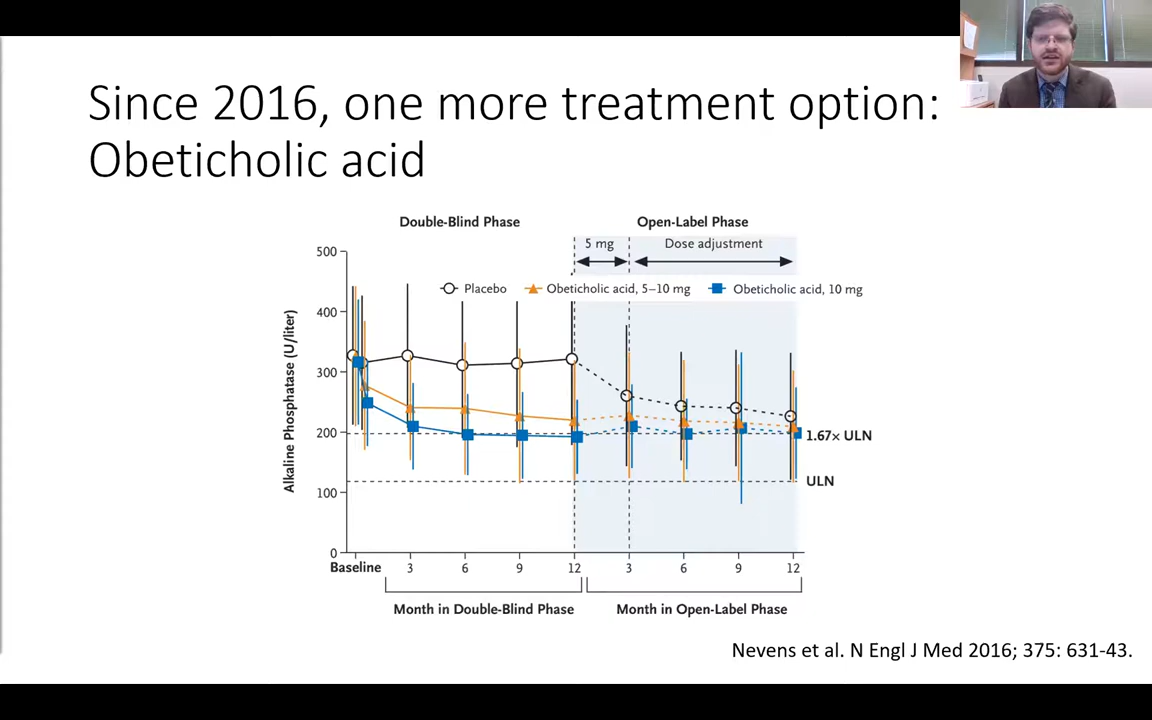 Since 2016, one more treatment option:
Obeticholic acid
Double-Blind Phase
Open-Label Phase
5 mg
Dose adjustment
Placebo
Obeticholic acid, 5–10 mg
Obeticholic acid, 10 mg
Alkaline Phosphatase (U/liter)
500
400
300
200
100
0
1.67× ULN
ULN
Baseline 3 6 9 12 3 6 9 12
Month in Double-Blind Phase
Month in Open-Label Phase
Nevens et al. N Engl J Med 2016; 375: 631-43.